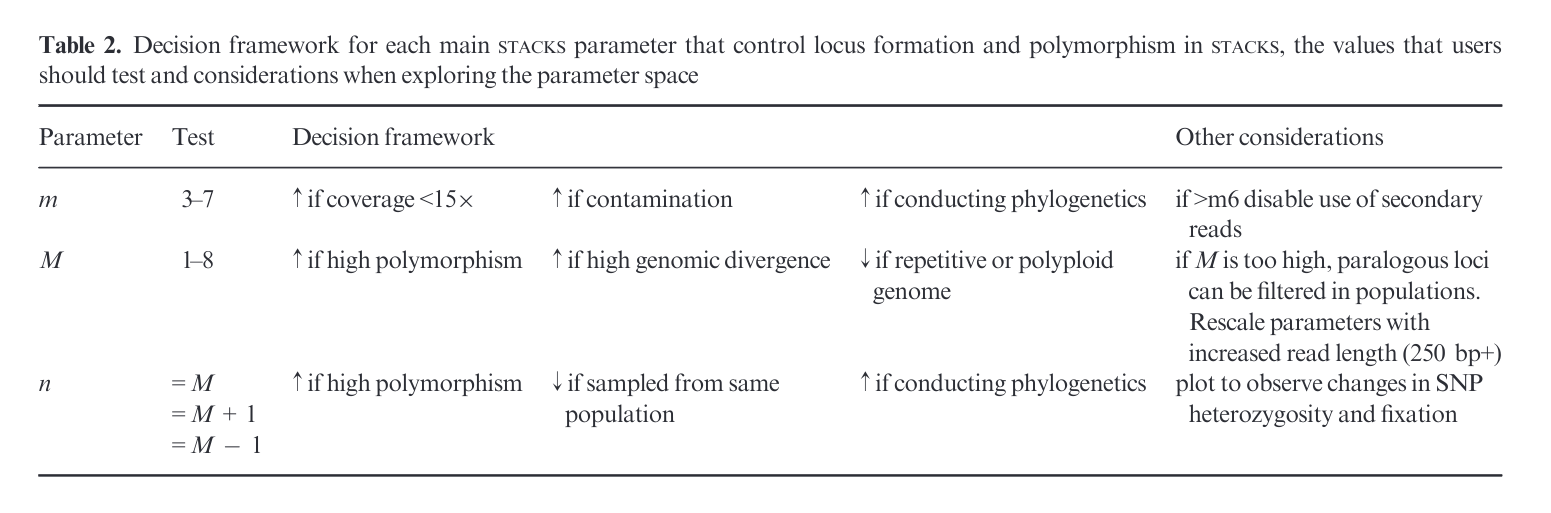 Table 2. Decision framework for each main STACKS parameter that control locus formation and polymorphism in STACKS, the values that users
should test and considerations when exploring the parameter space
Parameter Test Decision framework Other considerations
m 3–7 ↑ if coverage <15× ↑ if contamination ↑ if conducting phylogenetics if >m6 disable use of secondary
reads
M 1–8 ↑ if high polymorphism ↑ if high genomic divergence ↓ if repetitive or polyploid if M is too high, paralogous loci
genome can be filtered in populations.
Rescale parameters with
increased read length (250 bp+)
n = M ↑ if high polymorphism ↓ if sampled from same ↑ if conducting phylogenetics plot to observe changes in SNP
= M + 1 population heterozygosity and fixation
= M − 1